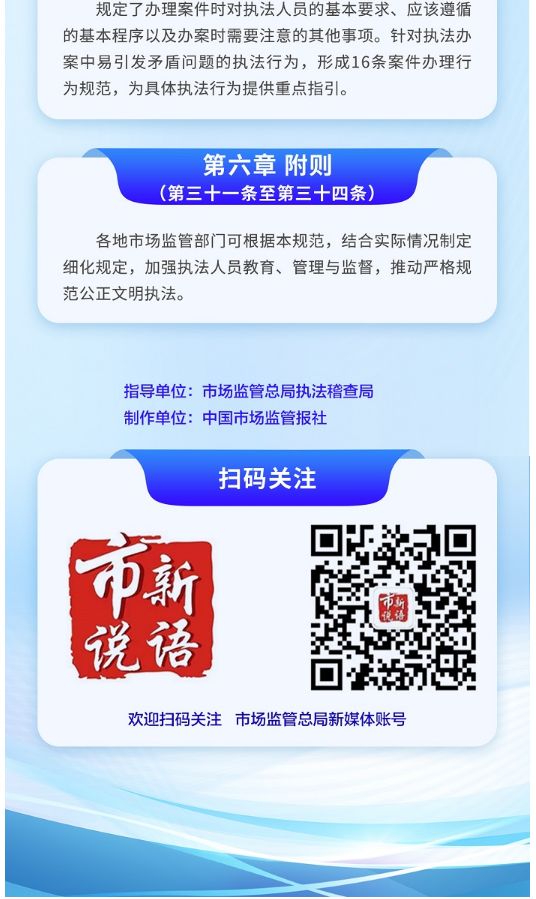 规定了办理案件时对执法人员的基本要求、应该遵循
的基本程序以及办案时需要注意的其他事项。针对执法办
案中易引发矛盾问题的执法行为，形成16条案件办理行
为规范，为具体执法行为提供重点指引。
第六章 附则
（第三十一条至第三十四条）
各地市场监管部门可根据本规范，结合实际情况制定
细化规定，加强执法人员教育、管理与监督，推动严格规
范公正文明执法。
指导单位：市场监管总局执法稽查局
制作单位：中国市场监管报社
扫码关注
市新
说语
市新
说语
欢迎扫码关注 市场监管总局新媒体账号